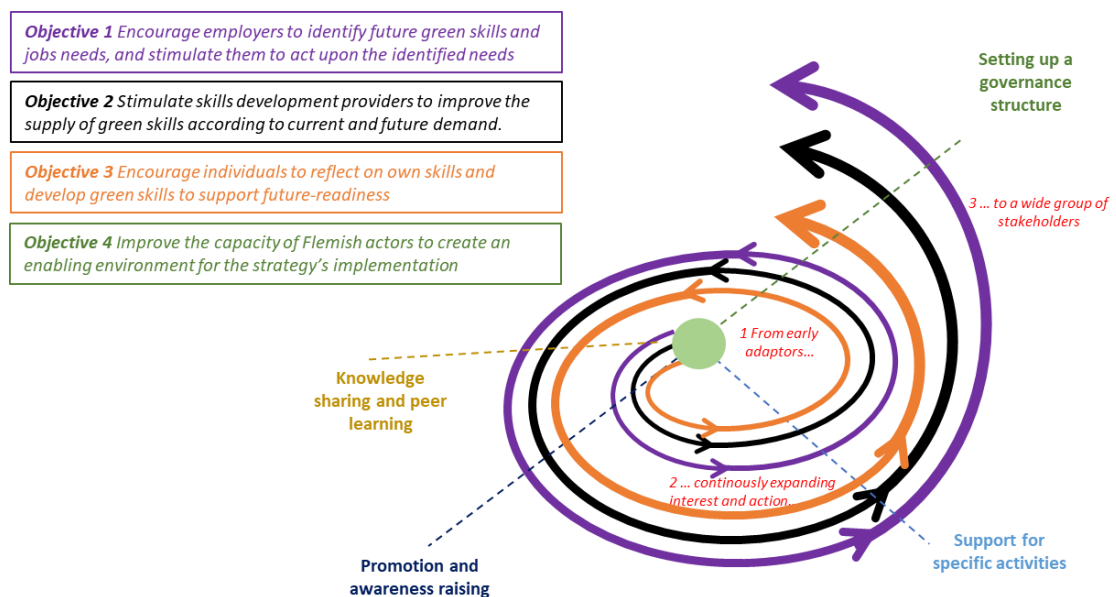 Objective 1 Encourage employers to identify future green skills and
jobs needs, and stimulate them to act upon the identified needs
Objective 2 Stimulate skills development providers to improve the
supply of green skills according to current and future demand.
Objective 3 Encourage individuals to reflect on own skills and
develop green skills to support future-readiness
Objective 4 Improve the capacity of Flemish actors to create an
enabling environment for the strategy's implementation
Setting up a
governance
structure
3 ... to a wide group of
stakeholders
1 From early
adaptors...
Knowledge
sharing and peer
learning
2 ... continously expanding
interest and action...
Support for
specific activities
Promotion and
awareness raising